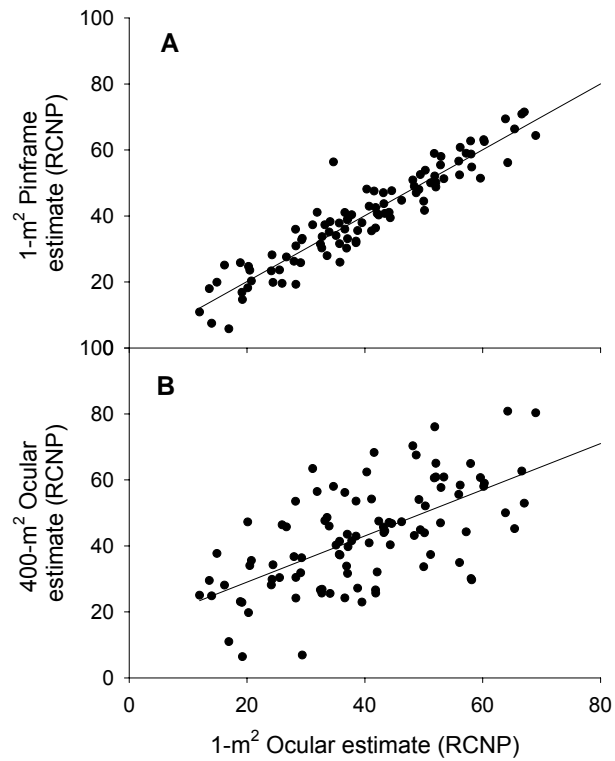 100
A
80
60
40
20
0
1-m² Pinframe
estimate (RCNP)
100
B
80
60
40
20
0
400-m² Ocular
estimate (RCNP)
0 20 40 60 80
1-m² Ocular estimate (RCNP)